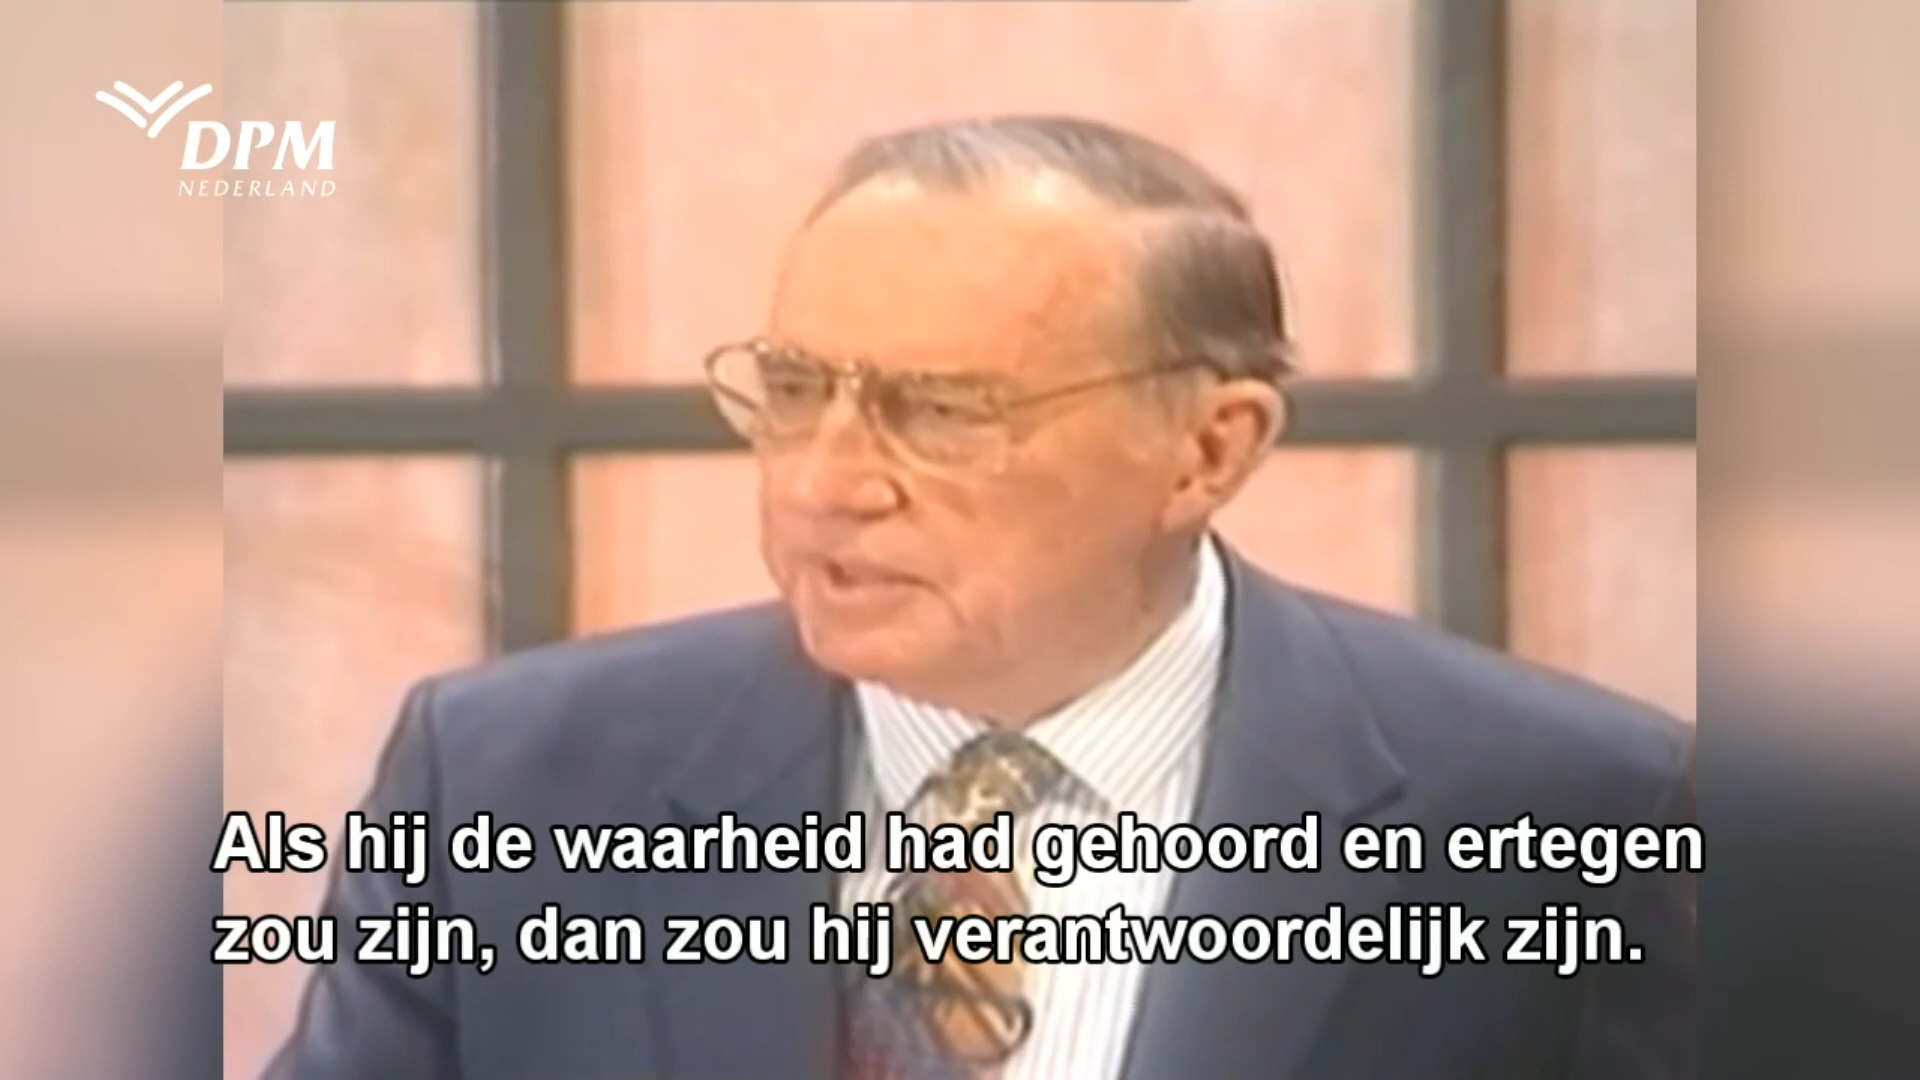 DPM
NEDERLAND
Als hij de waarheid had gehoord en ertegen
zou zijn, dan zou hij verantwoordelijk zijn.